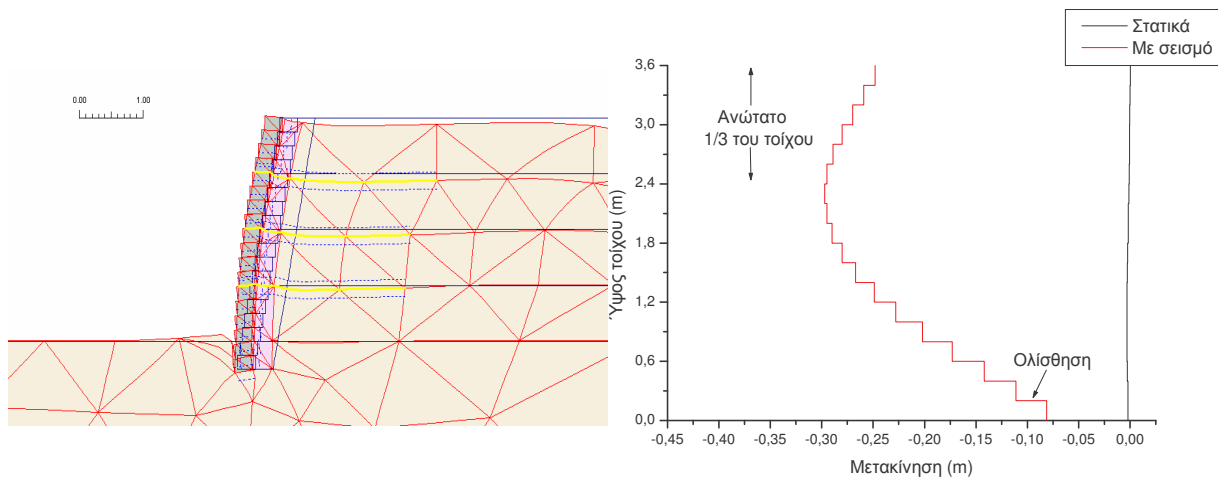 0.00 1.00
Στατικά
Με σεισμό
3,6
3,0
2,4
1,8
1,2
0,6
0,0
Ύψος τοίχου (m)
Ανώτατο
1/3 του τοίχου
Ολίσθηση
-0,45 -0,40 -0,35 -0,30 -0,25 -0,20 -0,15 -0,10 -0,05 0,00
Μετακίνηση (m)